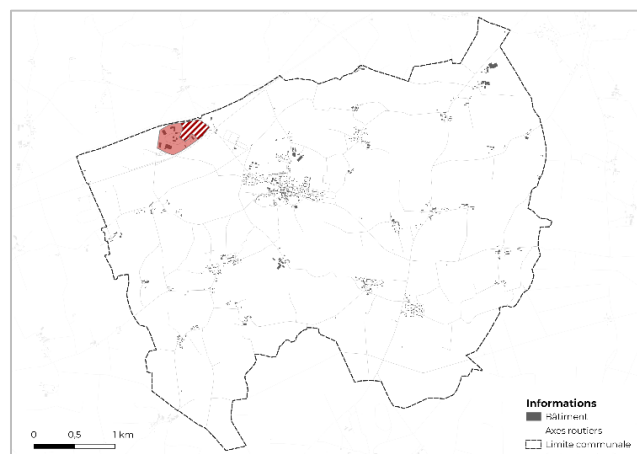 Informations
Bâtiment
Axes routiers
Limite communale
0 0,5 1 km